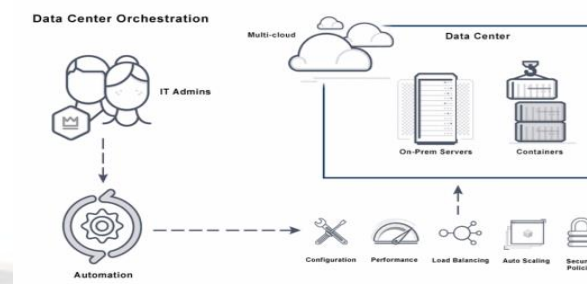 Data Center Orchestration
Multi-cloud
Data Center
IT Admins
On-Prem Servers
Containers
Configuration
Performance
Load Balancing
Auto Scaling
Automation